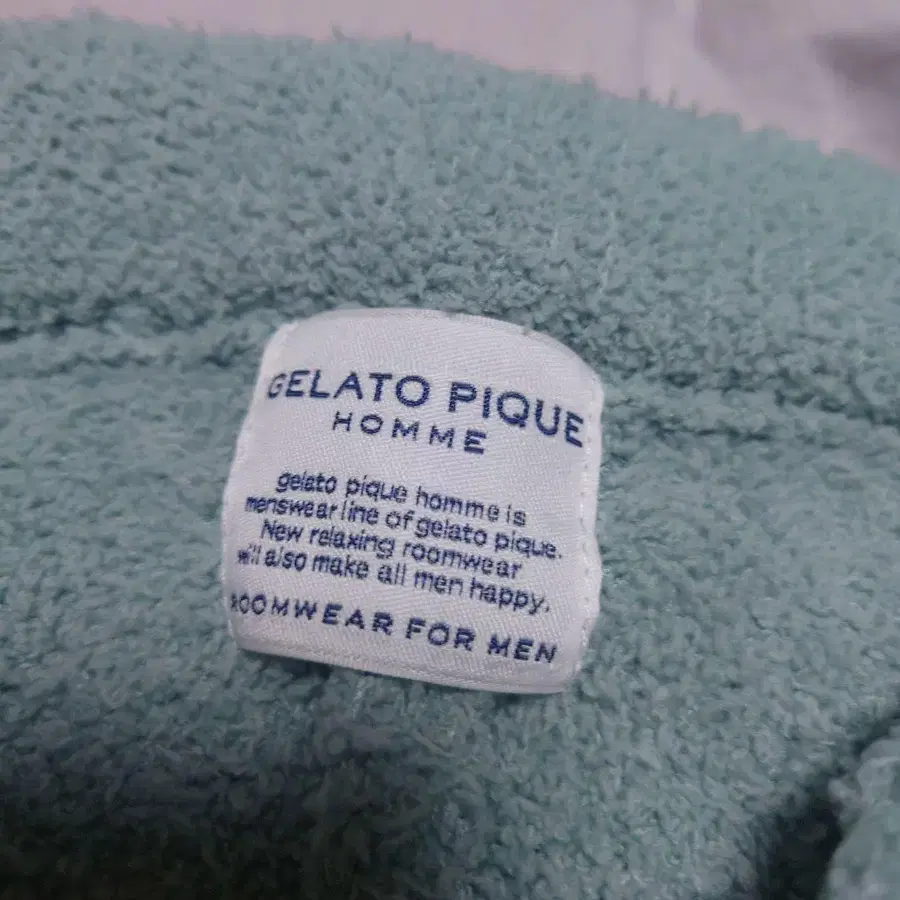 GELATO PIQUE
HOMME
gelato pique homme is
menswear line of gelato pique.
New relaxing roomwear
will also make all men happy.
ROOMWEAR FOR MEN